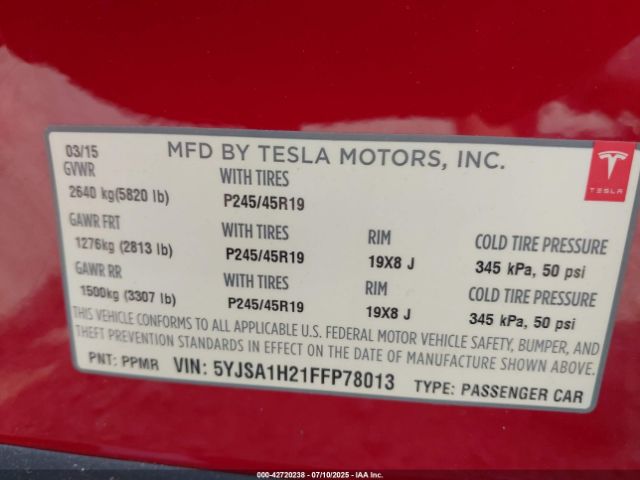 03/15
MFD BY TESLA MOTORS, INC.
TESLA
GVWR
WITH TIRES
2640 kg(5820 lb)
P245/45R19
GAWR FRT
WITH TIRES
RIM
COLD TIRE PRESSURE
1276kg (2813 lb)
P245/45R19
19X8 J
345 kPa, 50 psi
GAWR RR
WITH TIRES
RIM
COLD TIRE PRESSURE
1500kg (3307 lb)
P245/45R19
19X8 J
345 kPa, 50 psi
THIS VEHICLE CONFORMS TO ALL APPLICABLE U.S. FEDERAL MOTOR VEHICLE SAFETY, BUMPER, AND
THEFT PREVENTION STANDARDS IN EFFECT ON THE DATE OF MANUFACTURE SHOWN ABOVE.
PNT: PPMR VIN: 5YJSA1H21FFP78013 TYPE: PASSENGER CAR
000-42720238 - 07/10/2025 - IAA Inc.